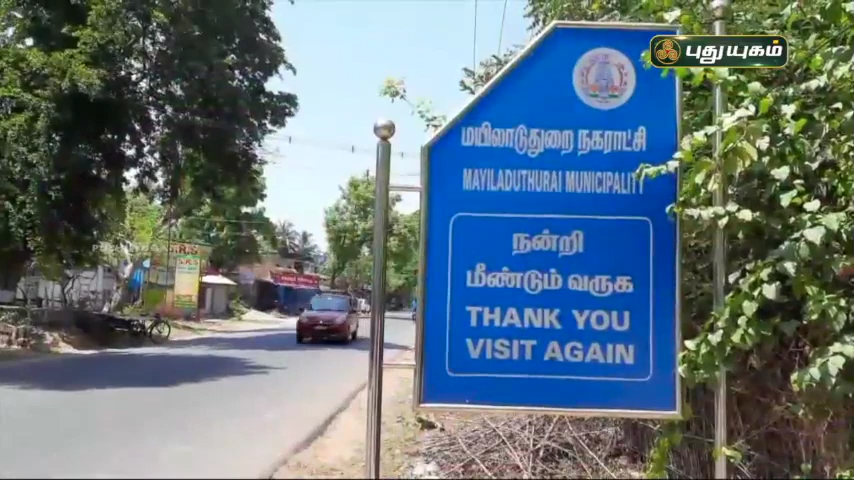 புதுயுகம்
மயிலாடுதுறை நகராட்சி
MAYILADUTHURAI MUNICIPALITY
நன்றி
மீண்டும் வருக
THANK YOU
VISIT AGAIN
S.R.S